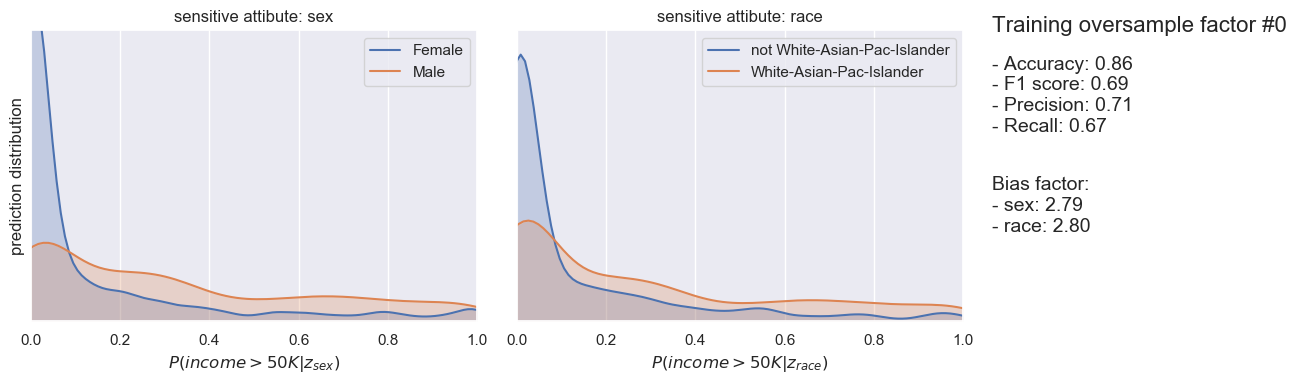 sensitive attibute: sex
Female
Male
prediction distribution
0.0 0.2 0.4 0.6 0.8 1.0
P(income > 50K|z_sex)
sensitive attibute: race
not White-Asian-Pac-Islander
White-Asian-Pac-Islander
0.0 0.2 0.4 0.6 0.8 1.0
P(income > 50K|z_race)
Training oversample factor #0
- Accuracy: 0.86
- F1 score: 0.69
- Precision: 0.71
- Recall: 0.67
Bias factor:
- sex: 2.79
- race: 2.80